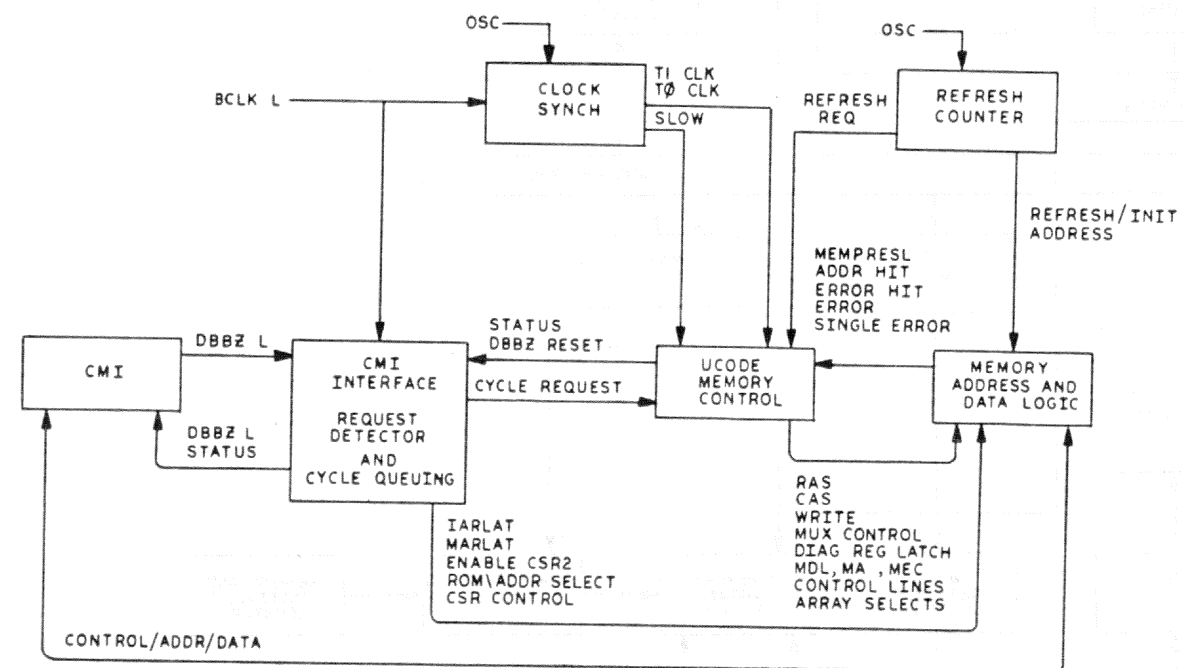 OSC
OSC
BCLK L
CLOCK
SYNCH
T1 CLK
TØ CLK
SLOW
REFRESH
REQ
REFRESH
COUNTER
REFRESH/INIT
ADDRESS
MEMPRESL
ADDR HIT
ERROR HIT
ERROR
SINGLE ERROR
CMI
DBBZ L
DBBZ L
STATUS
CMI
INTERFACE
REQUEST
DETECTOR
AND
CYCLE QUEUING
STATUS
DBBZ RESET
CYCLE REQUEST
UCODE
MEMORY
CONTROL
MEMORY
ADDRESS AND
DATA LOGIC
IARLAT
MARLAT
ENABLE CSR2
ROM\ADDR SELECT
CSR CONTROL
RAS
CAS
WRITE
MUX CONTROL
DIAG REG LATCH
MDL, MA , MEC
CONTROL LINES
ARRAY SELECTS
CONTROL/ADDR/DATA